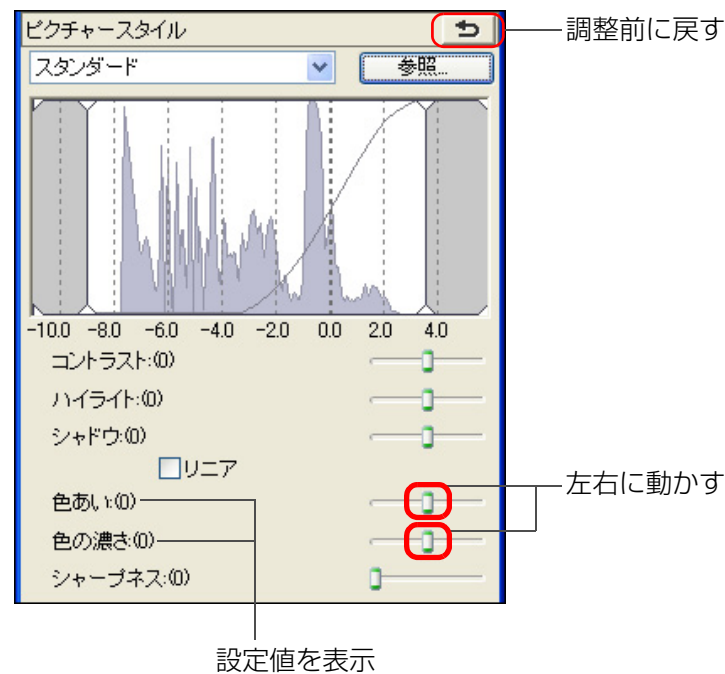 ピクチャースタイル
調整前に戻す
スタンダード
参照...
-10.0 -8.0 -6.0 -4.0 -2.0 0.0 2.0 4.0
コントラスト:(0)
ハイライト:(0)
シャドウ:(0)
リニア
色あい:(0)
左右に動かす
色の濃さ:(0)
シャープネス:(0)
設定値を表示